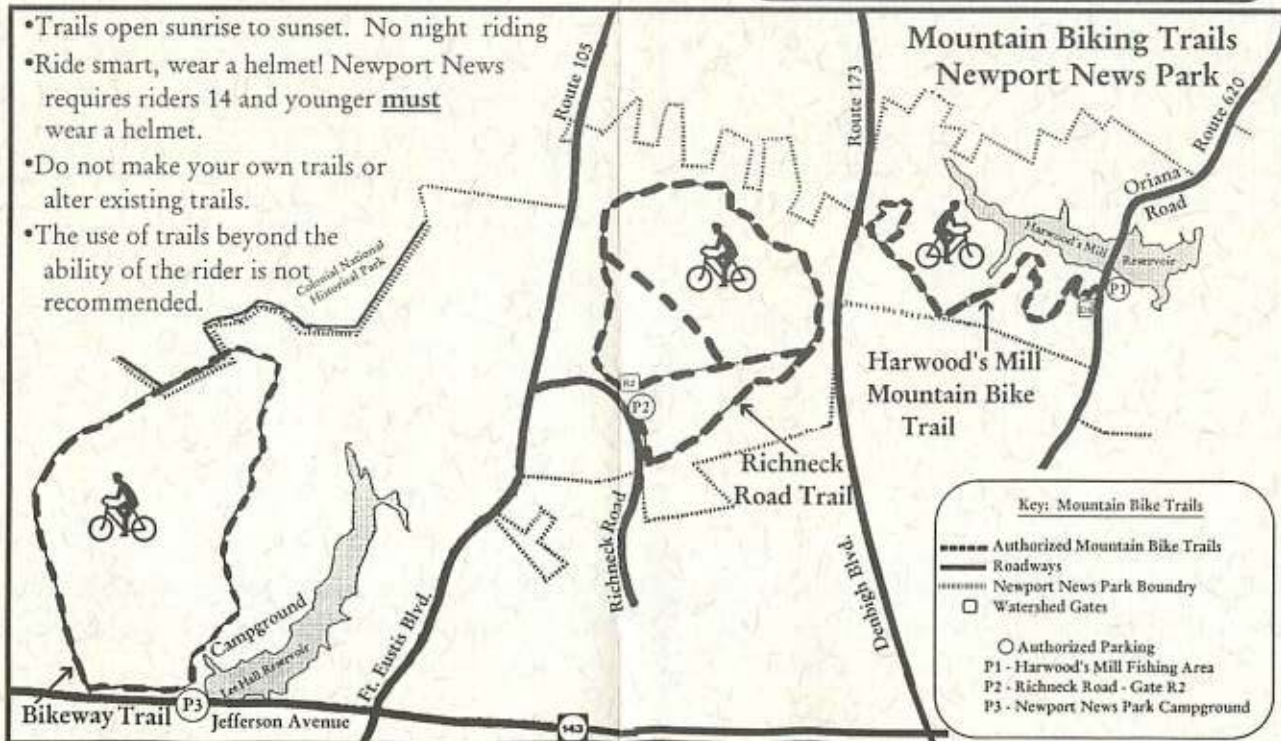 •Trails open sunrise to sunset. No night riding
•Ride smart, wear a helmet! Newport News
requires riders 14 and younger must
wear a helmet.
•Do not make your own trails or
alter existing trails.
•The use of trails beyond the
ability of the rider is not
recommended.
Mountain Biking Trails
Newport News Park
Route 105
Route 173
Route 620
Oriana
Road
Colonial National
Historical Park
Harwood's Mill
Reservoir
P1
Harwood's Mill
Mountain Bike
Trail
R2
P2
Richneck
Road Trail
Richneck Road
Denbigh Blvd.
Ft. Eustis Blvd.
Campground
Lee Hall Reservoir
P3
Bikeway Trail
Jefferson Avenue
143
Key: Mountain Bike Trails
Authorized Mountain Bike Trails
Roadways
Newport News Park Boundry
Watershed Gates
Authorized Parking
P1 - Harwood's Mill Fishing Area
P2 - Richneck Road - Gate R2
P3 - Newport News Park Campground